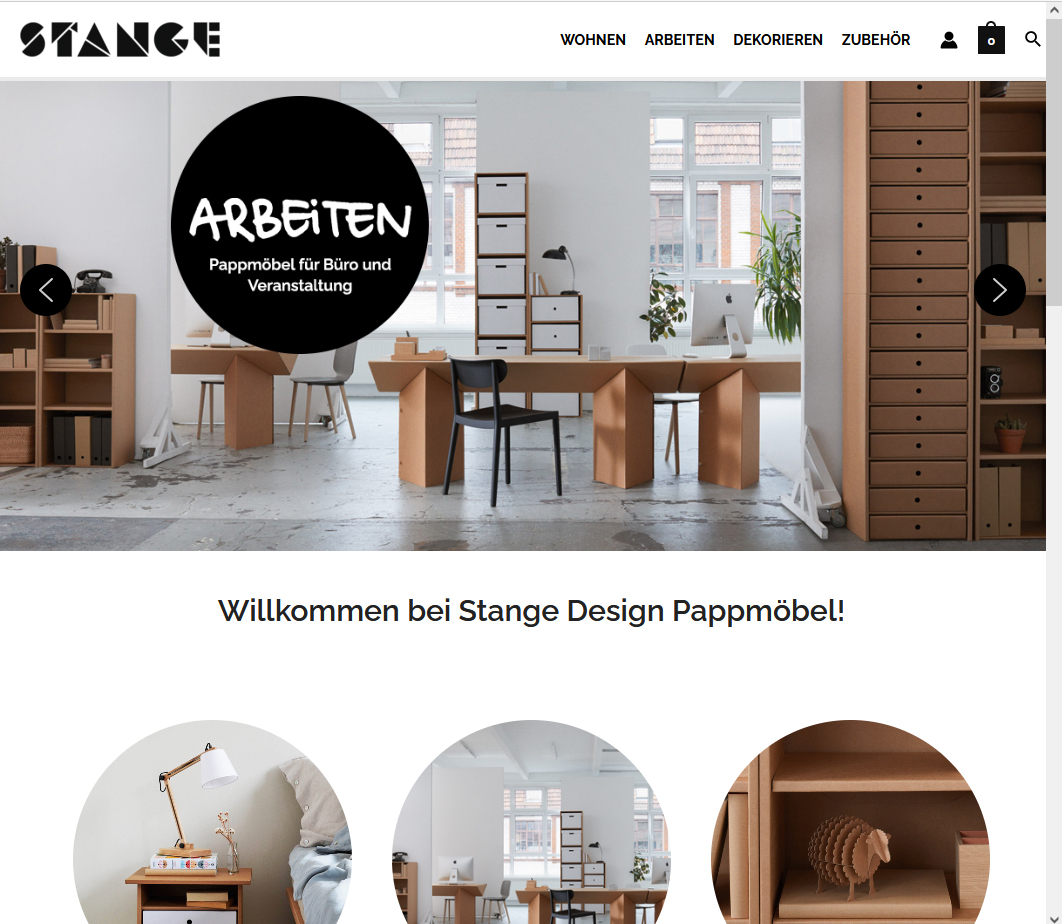 STANGE
WOHNEN ARBEITEN DEKORIEREN ZUBEHÖR 0
ARBEiTEN
Pappmöbel für Büro und
Veranstaltung
Willkommen bei Stange Design Pappmöbel!